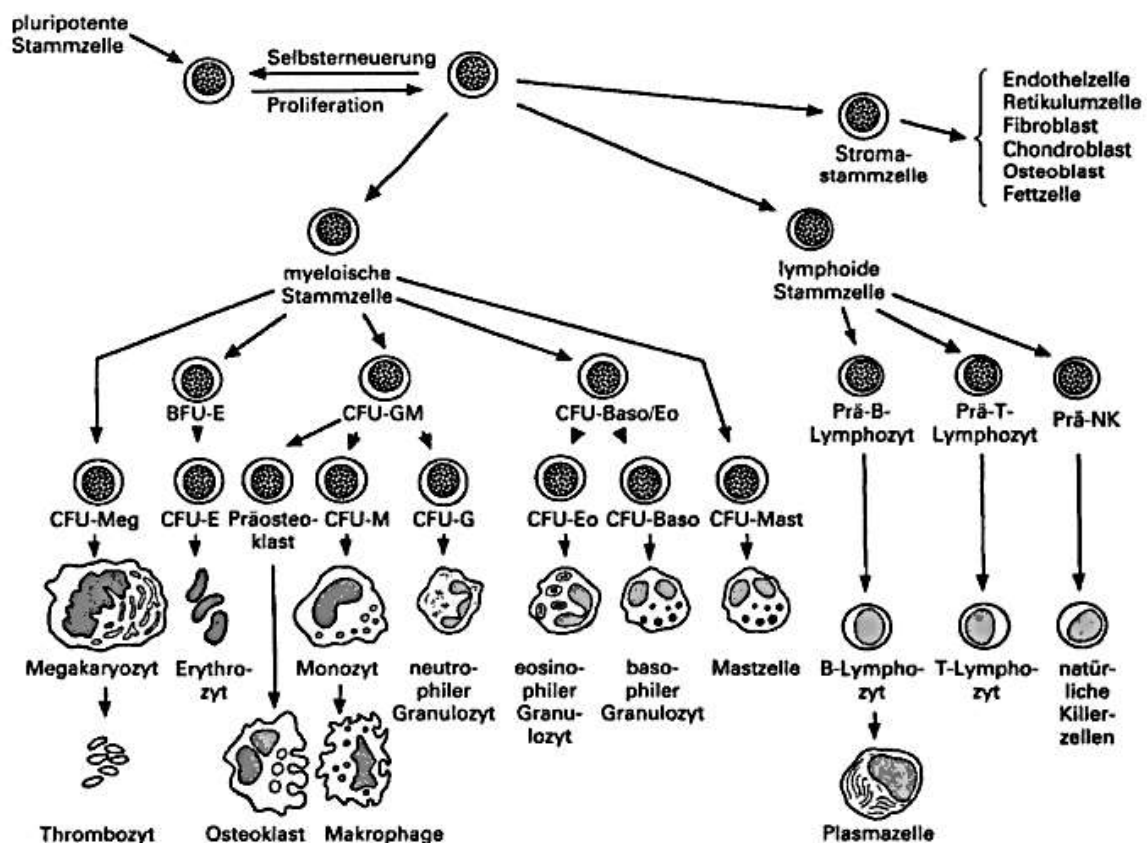 pluripotente
Stammzelle
Selbsterneuerung
Proliferation
Endothelzelle
Retikulumzelle
Fibroblast
Chondroblast
Osteoblast
Fettzelle
Stroma-
stammzelle
myeloische
Stammzelle
lymphoide
Stammzelle
BFU-E
CFU-GM
CFU-Baso/Eo
Prä-B-
Lymphozyt
Prä-T-
Lymphozyt
Prä-NK
CFU-Meg
CFU-E
Präosteo-
klast
CFU-M
CFU-G
CFU-Eo
CFU-Baso
CFU-Mast
Megakaryozyt
Erythro-
zyt
Monozyt
neutro-
philer
Granulozyt
eosino-
philer
Granu-
lozyt
baso-
philer
Granulozyt
Mastzelle
B-Lympho-
zyt
T-Lympho-
zyt
natür-
liche
Killer-
zellen
Thrombozyt
Osteoklast
Makrophage
Plasmazelle